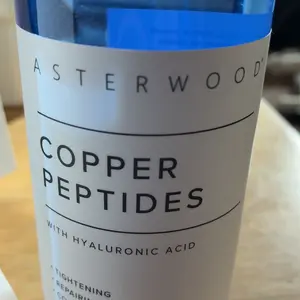 ASTERWOOD
COPPER
PEPTIDES
WITH HYALURONIC ACID
TIGHTENING